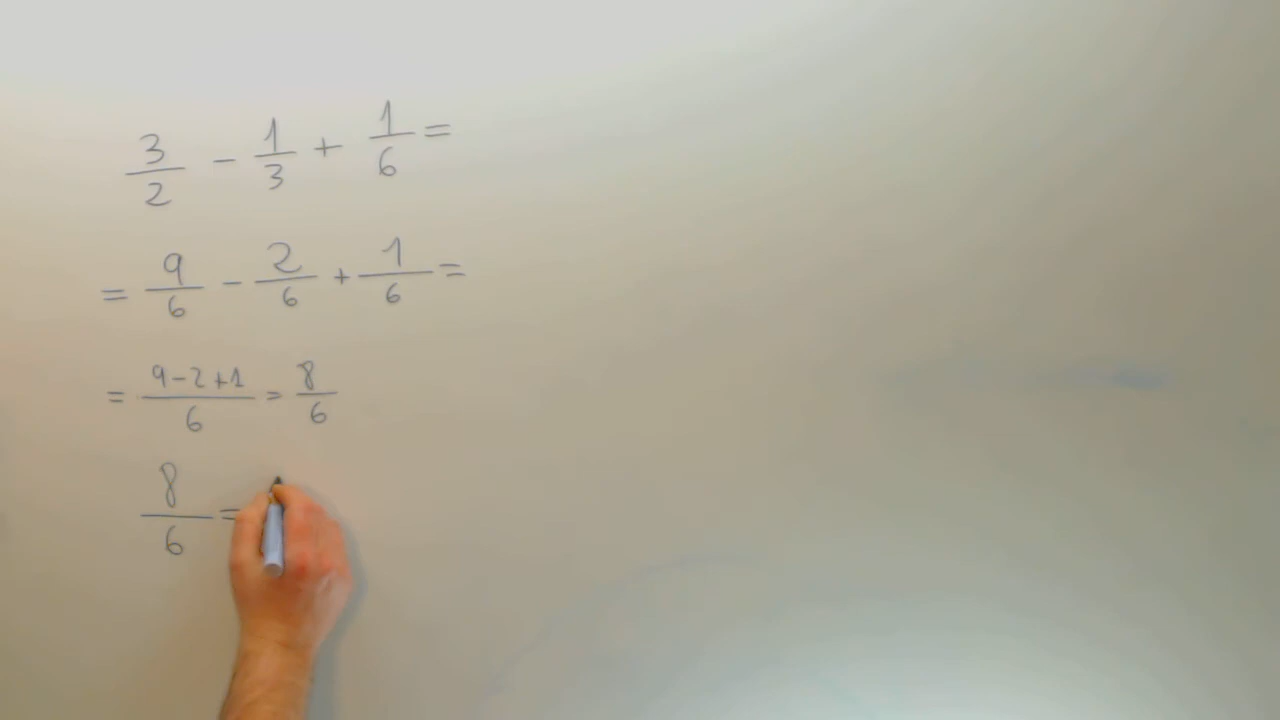 3/2 - 1/3 + 1/6 =
= 9/6 - 2/6 + 1/6 =
= 9-2+1/6 = 8/6
8/6 =